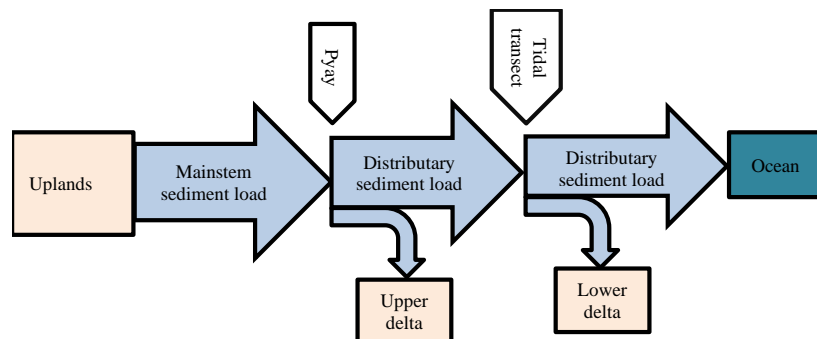 Pyay
Tidal
transect
Uplands
Mainstem
sediment load
Distributary
sediment load
Distributary
sediment load
Ocean
Upper
delta
Lower
delta